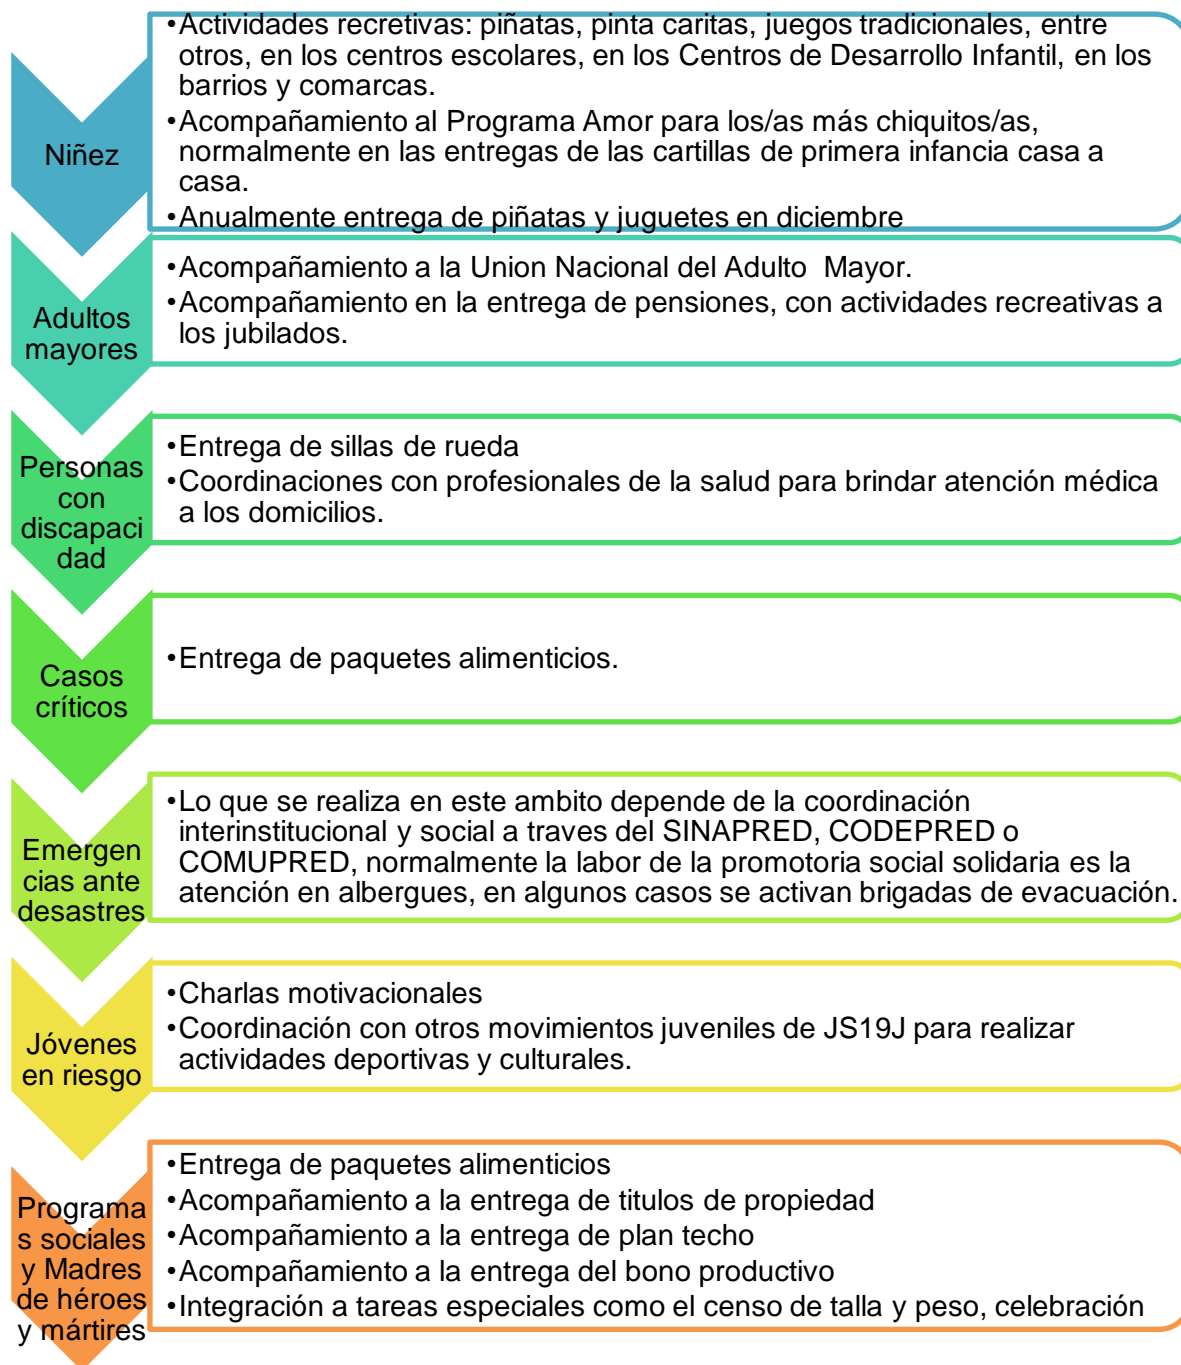 Niñez
•Actividades recretivas: piñatas, pinta caritas, juegos tradicionales, entre
otros, en los centros escolares, en los Centros de Desarrollo Infantil, en los
barrios y comarcas.
•Acompañamiento al Programa Amor para los/as más chiquitos/as,
normalmente en las entregas de las cartillas de primera infancia casa a
casa.
•Anualmente entrega de piñatas y juguetes en diciembre
Adultos
mayores
•Acompañamiento a la Union Nacional del Adulto  Mayor.
•Acompañamiento en la entrega de pensiones, con actividades recreativas a
los jubilados.
Personas
con
discapaci
dad
•Entrega de sillas de rueda
•Coordinaciones con profesionales de la salud para brindar atención médica
a los domicilios.
Casos
críticos
•Entrega de paquetes alimenticios.
Emergen
cias ante
desastres
•Lo que se realiza en este ambito depende de la coordinación
interinstitucional y social a traves del SINAPRED, CODEPRED o
COMUPRED, normalmente la labor de la promotoria social solidaria es la
atención en albergues, en algunos casos se activan brigadas de evacuación.
Jóvenes
en riesgo
•Charlas motivacionales
•Coordinación con otros movimientos juveniles de JS19J para realizar
actividades deportivas y culturales.
Programa
s sociales
y Madres
de héroes
y mártires
•Entrega de paquetes alimenticios
•Acompañamiento a la entrega de titulos de propiedad
•Acompañamiento a la entrega de plan techo
•Acompañamiento a la entrega del bono productivo
•Integración a tareas especiales como el censo de talla y peso, celebración